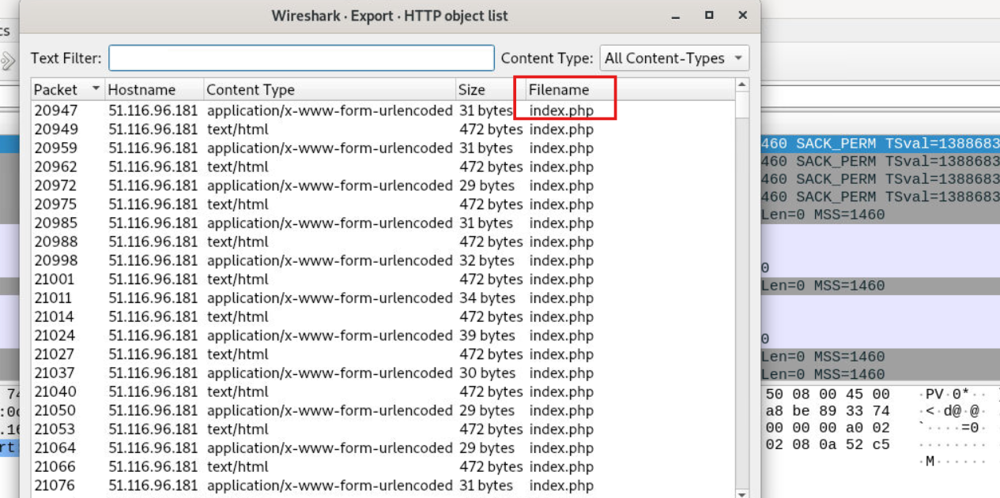 Wireshark · Export · HTTP object list
cs
Text Filter: Content Type: All Content-Types
Packet Hostname Content Type Size Filename
20947 51.116.96.181 application/x-www-form-urlencoded 31 bytes index.php
20949 51.116.96.181 text/html 472 bytes index.php
20959 51.116.96.181 application/x-www-form-urlencoded 31 bytes index.php
460 SACK_PERM TSval=1388683
20962 51.116.96.181 text/html 472 bytes index.php
460 SACK_PERM TSval=1388683
20972 51.116.96.181 application/x-www-form-urlencoded 29 bytes index.php
460 SACK_PERM TSval=1388683
20975 51.116.96.181 text/html 472 bytes index.php
460 SACK_PERM TSval=1388683
20985 51.116.96.181 application/x-www-form-urlencoded 31 bytes index.php
Len=0 MSS=1460
20988 51.116.96.181 text/html 472 bytes index.php
20998 51.116.96.181 application/x-www-form-urlencoded 32 bytes index.php
0
21001 51.116.96.181 text/html 472 bytes index.php
Len=0 MSS=1460
21011 51.116.96.181 application/x-www-form-urlencoded 34 bytes index.php
21014 51.116.96.181 text/html 472 bytes index.php
21024 51.116.96.181 application/x-www-form-urlencoded 39 bytes index.php
0
21027 51.116.96.181 text/html 472 bytes index.php
Len=0 MSS=1460
21037 51.116.96.181 application/x-www-form-urlencoded 30 bytes index.php
Len=0 MSS=1460
21040 51.116.96.181 text/html 472 bytes index.php
74
50 08 00 45 00 ·PV·0*··
21050 51.116.96.181 application/x-www-form-urlencoded 29 bytes index.php
:0c
a8 be 89 33 74 ·<·d@·@·
21053 51.116.96.181 text/html 472 bytes index.php
.16
00 00 00 a0 02 `····=0·
21064 51.116.96.181 application/x-www-form-urlencoded 29 bytes index.php
rt:
02 08 0a 52 c5 ········
21066 51.116.96.181 text/html 472 bytes index.php
·M······
21076 51.116.96.181 application/x-www-form-urlencoded 31 bytes index.php